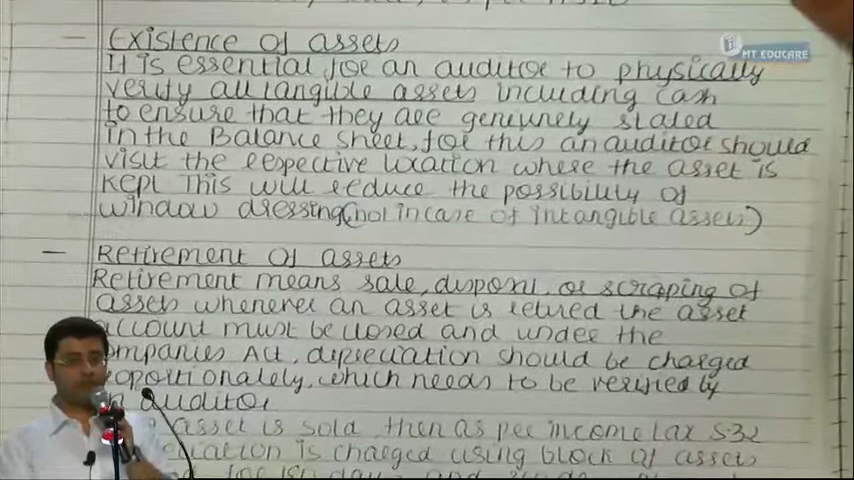 MT EDUCARE
Existence of assets
It is essential for an auditor to physically
verify all tangible assets including cash
to ensure that they are genuinely stated
in the Balance sheet, for this an auditor should
visit the respective location where the asset is
kept This will reduce the possibility of
window dressing (not in case of intangible assets)
Retirement of assets
Retirement means sale, disposal or scraping of
assets whenever an asset is retired the asset
account must be closed and under the
companies Act, depreciation should be charged
proportionately, which needs to be verified by
an auditor
asset is sold then as per income tax S-32
is charged using block of assets